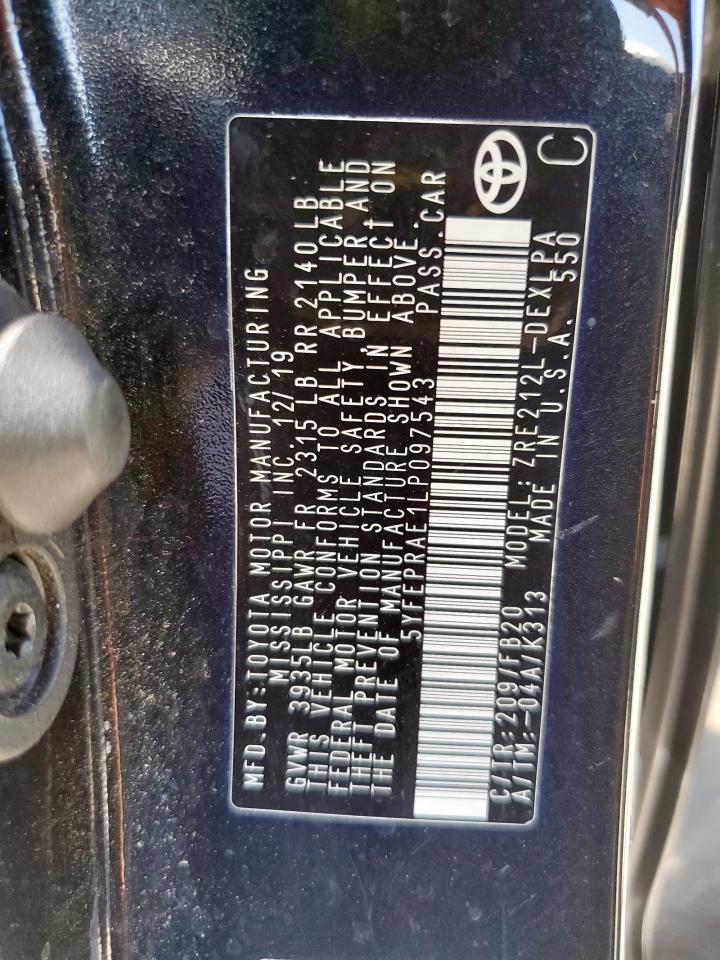 MFD.BY:TOYOTA MOTOR MANUFACTURING
MISSISSIPPI INC. 12/19
GVWR 3935LB GAWR FR 2315 LB RR 2140LB
THIS VEHICLE CONFORMS TO ALL APPLICABLE
FEDERAL MOTOR VEHICLE SAFETY BUMPER AND
THEFT PREVENTION STANDARDS IN EFFECT ON
THE DATE OF MANUFACTURE SHOWN ABOVE.
5YFEPRAE1LP097543 PASS.CAR
C/TR:209/FB20 MODEL:ZRE212L-DEXLPA
A/TM:-04A/K313 MADE IN U.S.A. 550
C